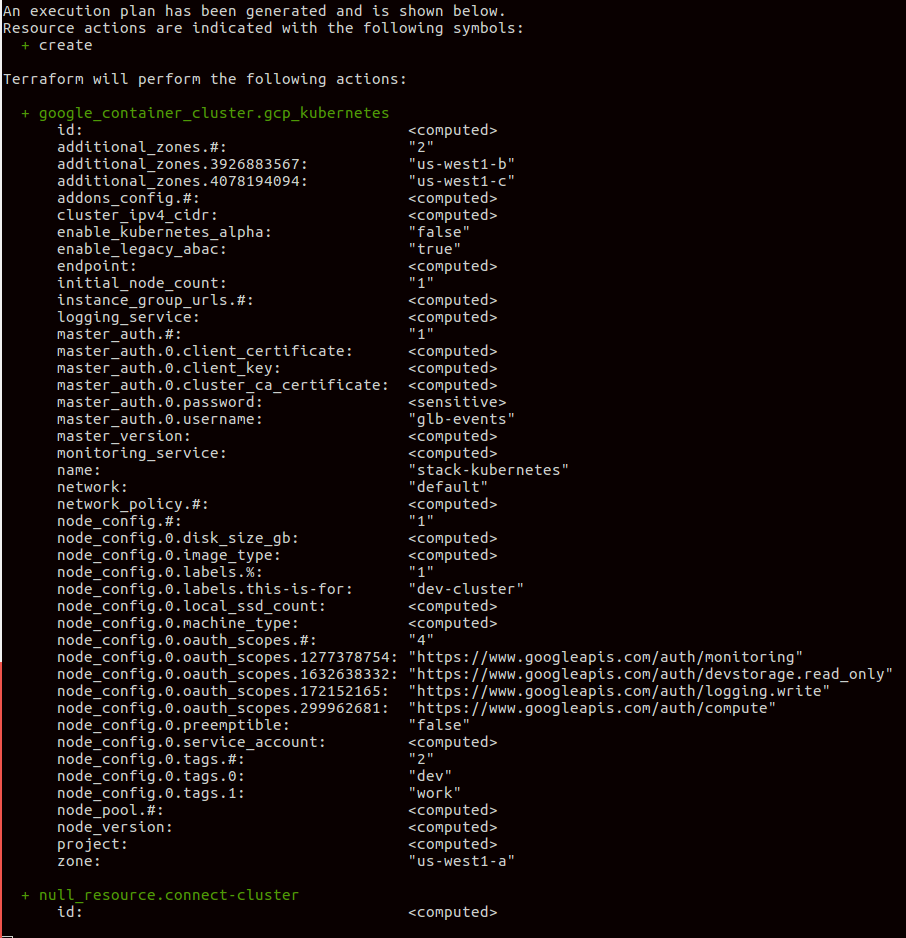 An execution plan has been generated and is shown below.
Resource actions are indicated with the following symbols:
  + create

Terraform will perform the following actions:

  + google_container_cluster.gcp_kubernetes
      id:                                    <computed>
      additional_zones.#:                    "2"
      additional_zones.3926883567:           "us-west1-b"
      additional_zones.4078194094:           "us-west1-c"
      addons_config.#:                       <computed>
      cluster_ipv4_cidr:                     <computed>
      enable_kubernetes_alpha:               "false"
      enable_legacy_abac:                    "true"
      endpoint:                              <computed>
      initial_node_count:                    "1"
      instance_group_urls.#:                 <computed>
      logging_service:                       <computed>
      master_auth.#:                         "1"
      master_auth.0.client_certificate:      <computed>
      master_auth.0.client_key:              <computed>
      master_auth.0.cluster_ca_certificate:  <computed>
      master_auth.0.password:                <sensitive>
      master_auth.0.username:                "glb-events"
      master_version:                        <computed>
      monitoring_service:                    <computed>
      name:                                  "stack-kubernetes"
      network:                               "default"
      network_policy.#:                      <computed>
      node_config.#:                         "1"
      node_config.0.disk_size_gb:            <computed>
      node_config.0.image_type:              <computed>
      node_config.0.labels.%:                "1"
      node_config.0.labels.this-is-for:      "dev-cluster"
      node_config.0.local_ssd_count:         <computed>
      node_config.0.machine_type:            <computed>
      node_config.0.oauth_scopes.#:          "4"
      node_config.0.oauth_scopes.1277378754: "https://www.googleapis.com/auth/monitoring"
      node_config.0.oauth_scopes.1632638332: "https://www.googleapis.com/auth/devstorage.read_only"
      node_config.0.oauth_scopes.172152165:  "https://www.googleapis.com/auth/logging.write"
      node_config.0.oauth_scopes.299962681:  "https://www.googleapis.com/auth/compute"
      node_config.0.preemptible:             "false"
      node_config.0.service_account:         <computed>
      node_config.0.tags.#:                  "2"
      node_config.0.tags.0:                  "dev"
      node_config.0.tags.1:                  "work"
      node_pool.#:                           <computed>
      node_version:                          <computed>
      project:                               <computed>
      zone:                                  "us-west1-a"

  + null_resource.connect-cluster
      id:                                    <computed>